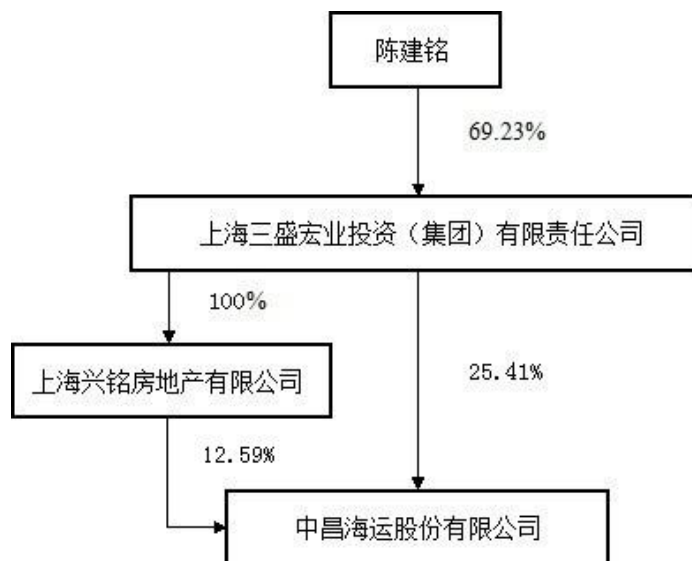 陈建铭
69.23%
上海三盛宏业投资（集团）有限责任公司
100%
上海兴铭房地产有限公司
25.41%
12.59%
中昌海运股份有限公司